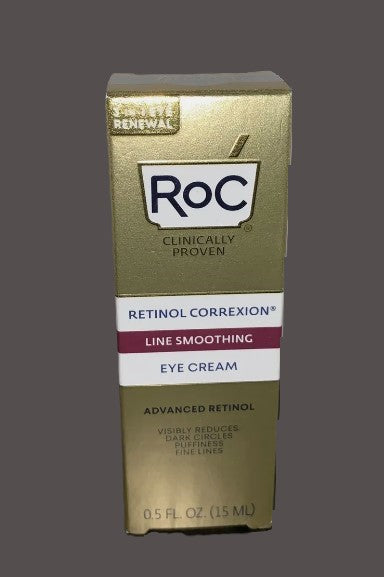 RENEWAL
RoC®
CLINICALLY
PROVEN
RETINOL CORREXION®
LINE SMOOTHING
EYE CREAM
ADVANCED RETINOL
VISIBLY REDUCES
DARK CIRCLES
PUFFINESS
FINE LINES
0.5 FL. OZ. (15 ML)